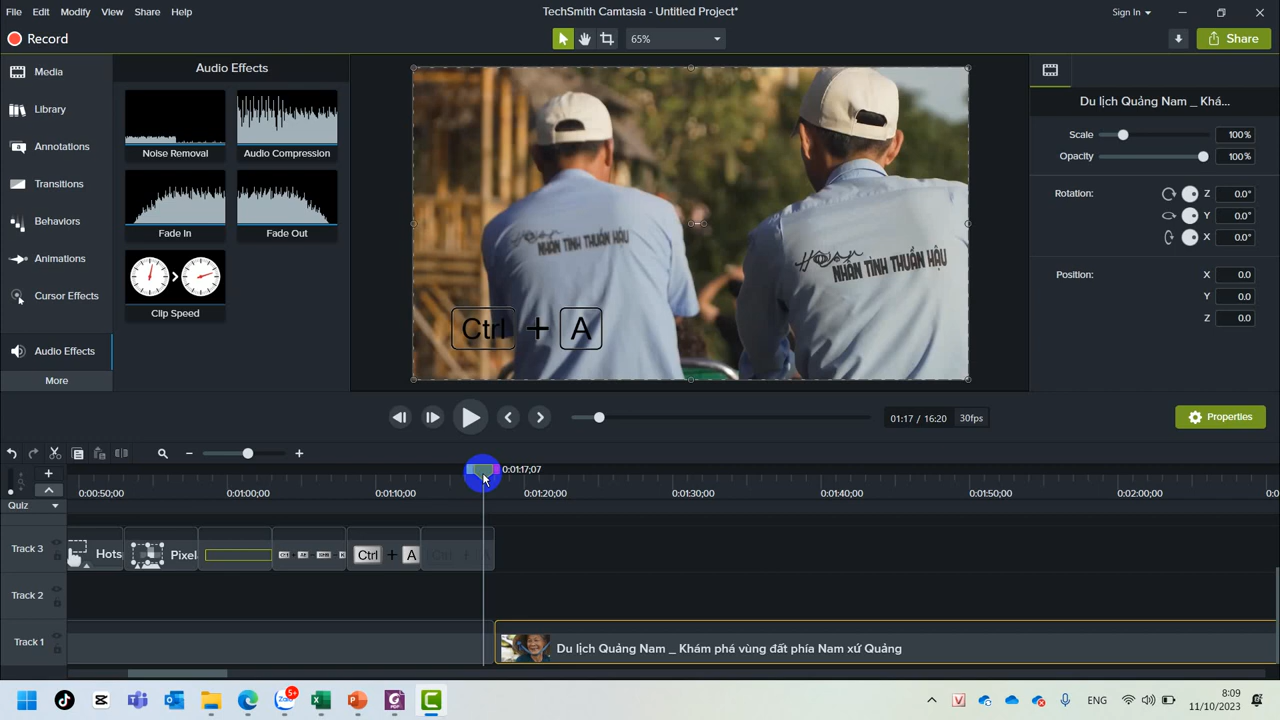 File Edit Modify View Share Help
TechSmith Camtasia - Untitled Project*
Sign In
Record
65%
Share
Media
Library
Annotations
Transitions
Behaviors
Animations
Cursor Effects
Audio Effects
More
Audio Effects
Noise Removal
Audio Compression
Fade In
Fade Out
Clip Speed
NHÂN TÌNH THUẦN HẬU
NHÂN TÌNH THUẦN HẬU
Ctrl + A
Du lịch Quảng Nam _ Khá...
Scale 100%
Opacity 100%
Rotation: Z 0.0°
Y 0.0°
X 0.0°
Position: X 0.0
Y 0.0
Z 0.0
01:17 / 16:20 30fps
Properties
0:01:17;07
0:00:50;00 0:01:00;00 0:01:10;00 0:01:20;00 0:01:30;00 0:01:40;00 0:01:50;00 0:02:00;00
Quiz
Track 3
Hots
Pixel
Ctrl + A
Track 2
Track 1
Du lịch Quảng Nam _ Khám phá vùng đất phía Nam xứ Quảng
5+
ENG
8:09
11/10/2023